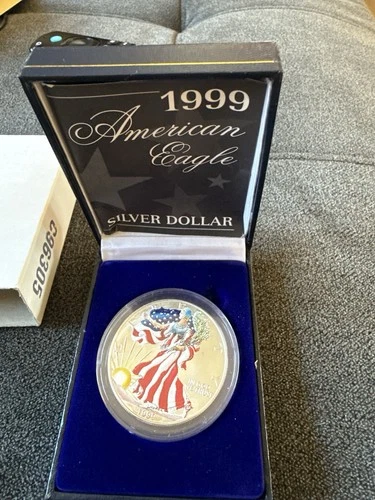 1999
American
Eagle
SILVER DOLLAR
C96305